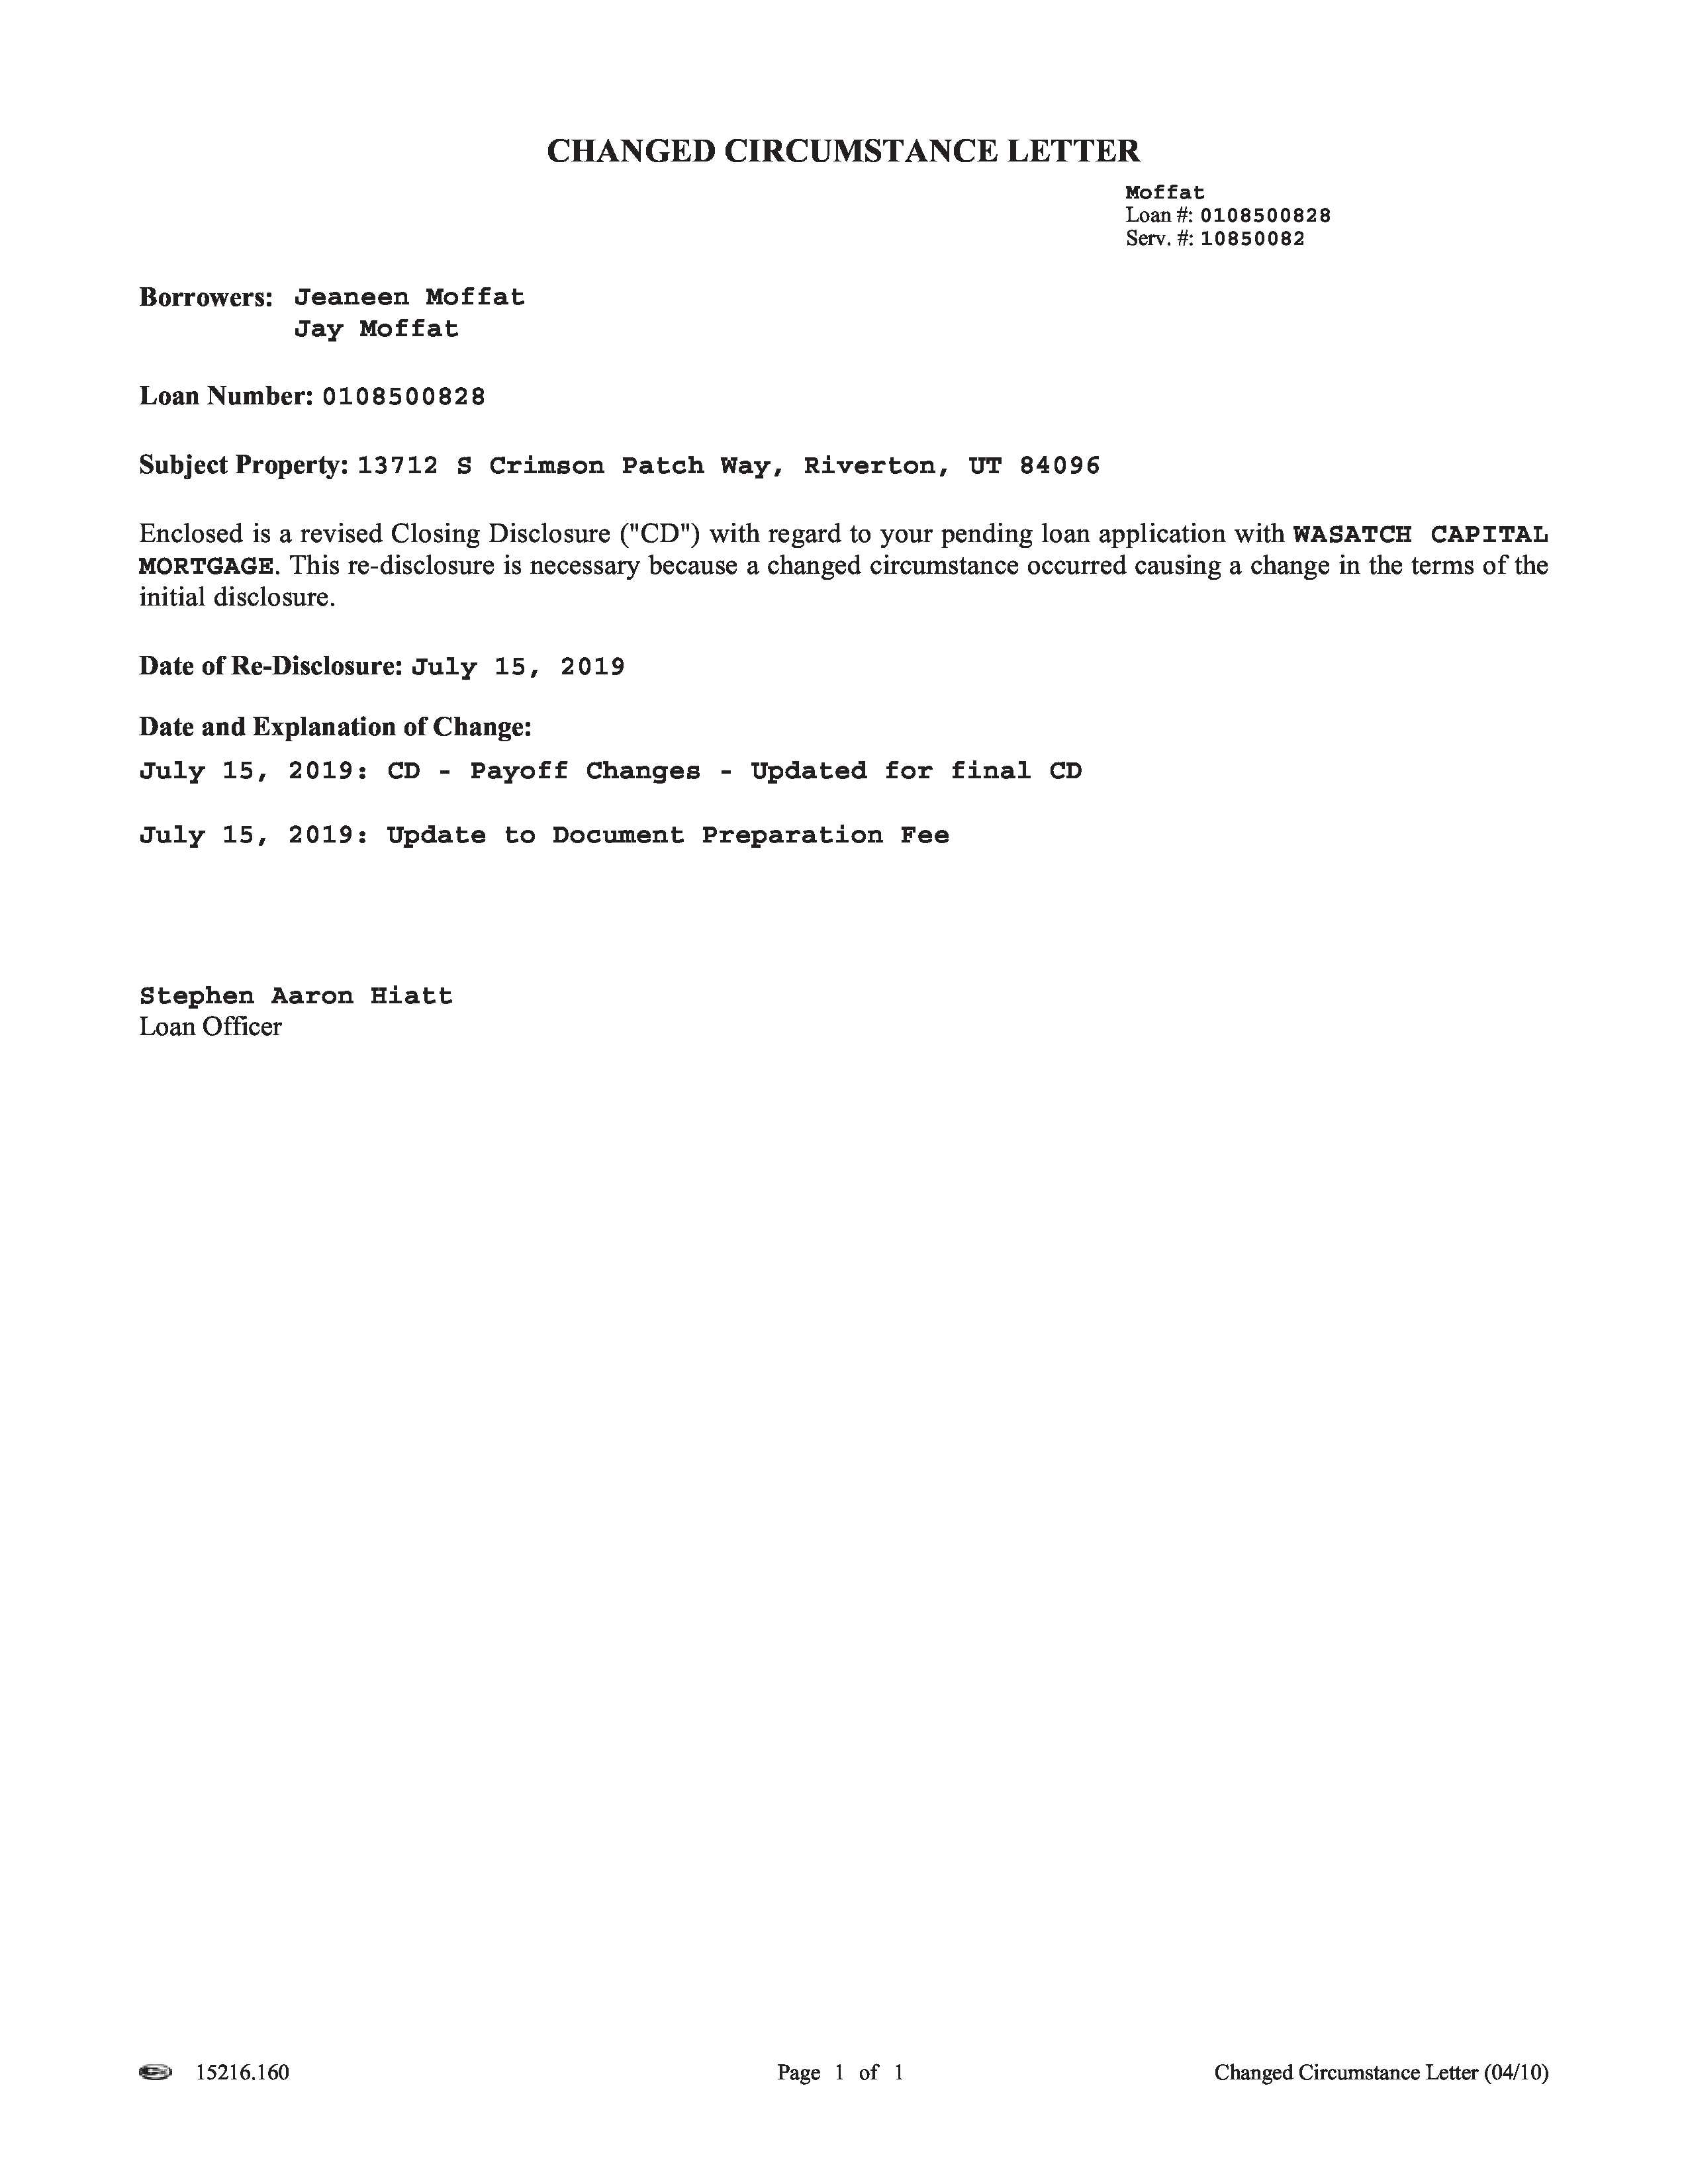 CHANGED CIRCUMSTANCE LETTER
Moffat
Loan #: 0108500828
Serv. #: 10850082
Borrowers: Jeaneen Moffat
Jay Moffat
Loan Number: 0108500828
Subject Property: 13712 S Crimson Patch Way, Riverton, UT 84096
Enclosed is a revised Closing Disclosure ("CD") with regard to your pending loan application with WASATCH CAPITAL
MORTGAGE. This re-disclosure is necessary because a changed circumstance occurred causing a change in the terms of the
initial disclosure.
Date of Re-Disclosure: July 15, 2019
Date and Explanation of Change:
July 15, 2019: CD - Payoff Changes - Updated for final CD
July 15, 2019: Update to Document Preparation Fee
Stephen Aaron Hiatt
Loan Officer
15216.160 Page 1 of 1 Changed Circumstance Letter (04/10)